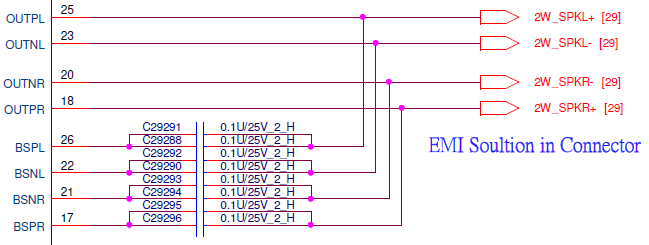 OUTPL 25 2W_SPKL+ [29]
OUTNL 23 2W_SPKL- [29]
OUTNR 20 2W_SPKR- [29]
OUTPR 18 2W_SPKR+ [29]
EMI Soultion in Connector
C29291 0.1U/25V_2_H
BSPL 26 C29288 0.1U/25V_2_H
C29292 0.1U/25V_2_H
BSNL 22 C29290 0.1U/25V_2_H
C29293 0.1U/25V_2_H
BSNR 21 C29294 0.1U/25V_2_H
C29295 0.1U/25V_2_H
BSPR 17 C29296 0.1U/25V_2_H